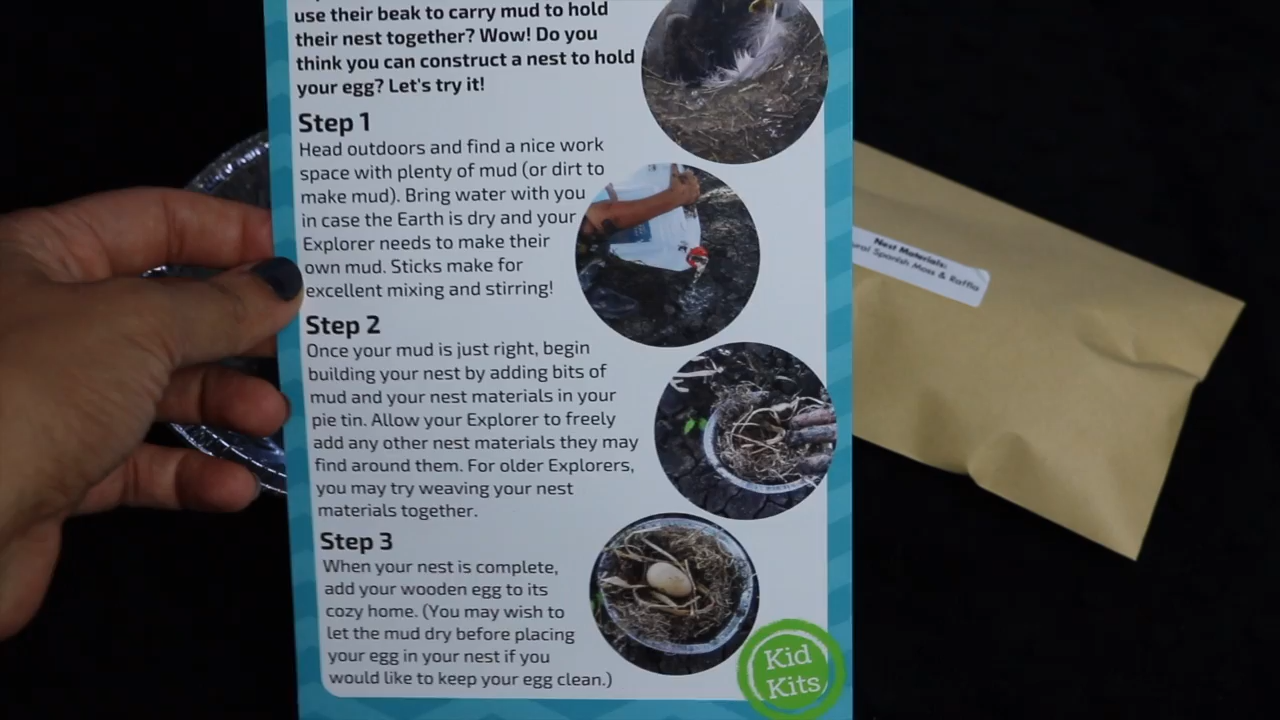 use their beak to carry mud to hold
their nest together? Wow! Do you
think you can construct a nest to hold
your egg? Let's try it!
Step 1
Head outdoors and find a nice work
space with plenty of mud (or dirt to
make mud). Bring water with you
in case the Earth is dry and your
Explorer needs to make their
own mud. Sticks make for
excellent mixing and stirring!
Step 2
Once your mud is just right, begin
building your nest by adding bits of
mud and your nest materials in your
pie tin. Allow your Explorer to freely
add any other nest materials they may
find around them. For older Explorers,
you may try weaving your nest
materials together.
Step 3
When your nest is complete,
add your wooden egg to its
cozy home. (You may wish to
let the mud dry before placing
your egg in your nest if you
would like to keep your egg clean.)
Kid
Kits
Nest Materials:
Spanish Moss & Raffia